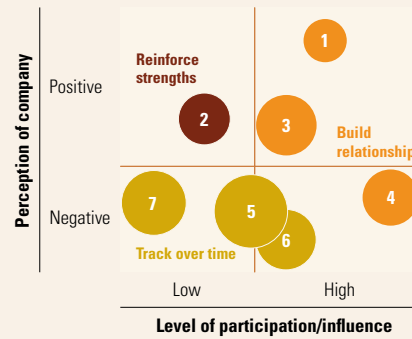 Perception of company
Positive
Negative
Reinforce
strengths
1
2
3
Build
relationship
4
5
6
7
Track over time
Low
High
Level of participation/influence